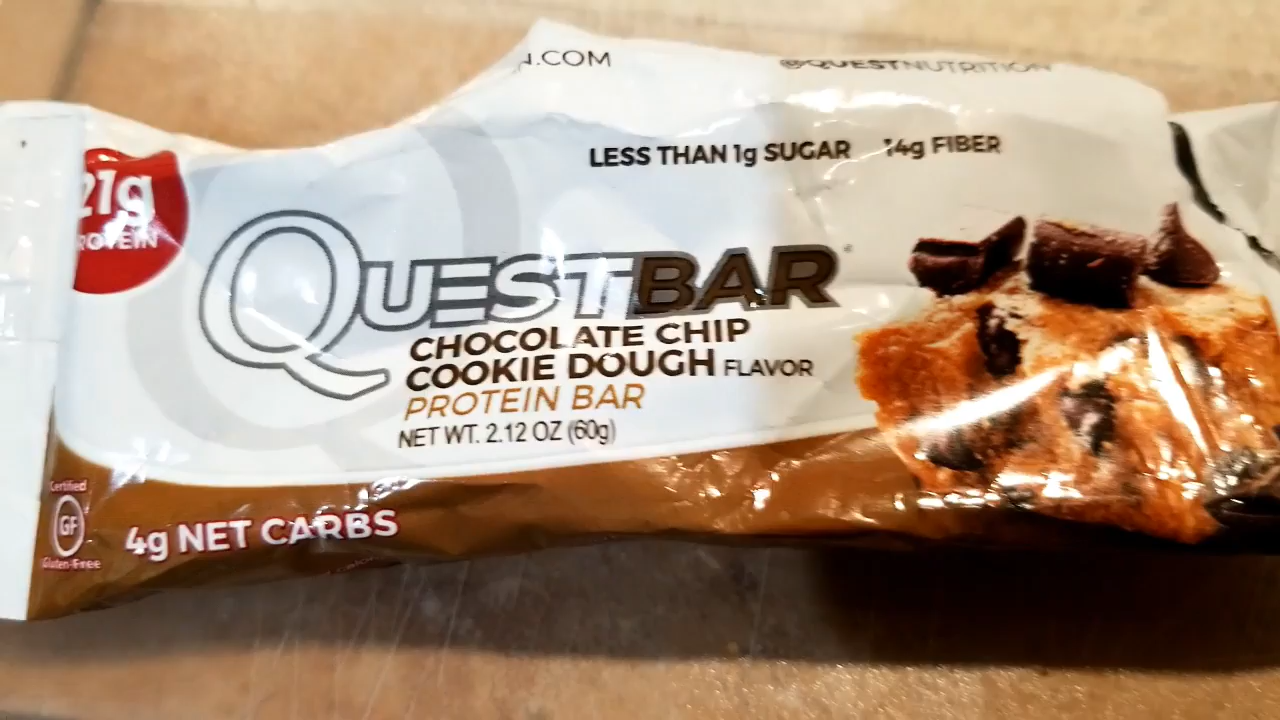 .COM
@QUESTNUTRITION
LESS THAN 1g SUGAR 14g FIBER
21g
ROTEIN
QUESTBAR
CHOCOLATE CHIP
COOKIE DOUGH FLAVOR
PROTEIN BAR
NET WT. 2.12 OZ (60g)
Certified
GF
Gluten-Free
4g NET CARBS